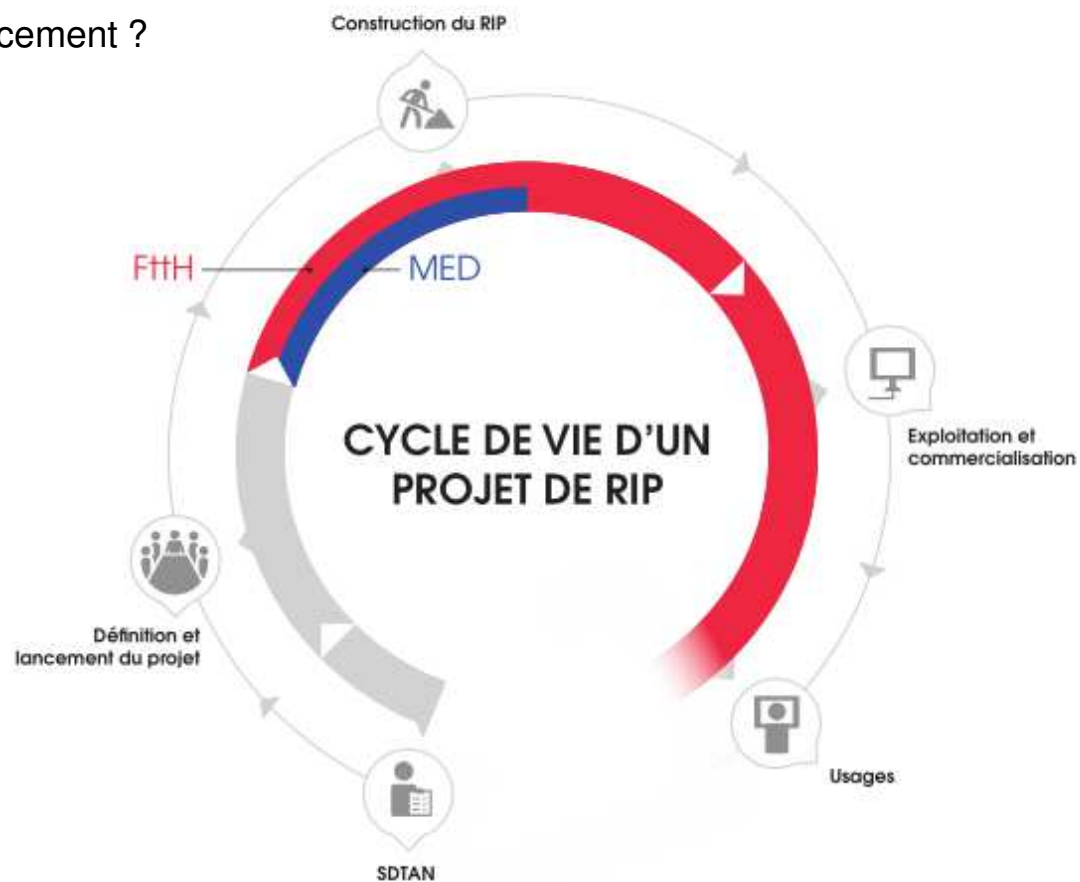 cement ?
Construction du RIP
FttH
MED
CYCLE DE VIE D'UN
PROJET DE RIP
Exploitation et
commercialisation
Définition et
lancement du projet
Usages
SDTAN